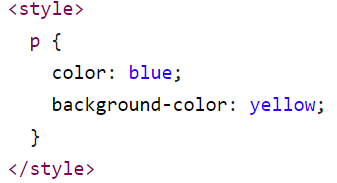 <style>
  p {
    color: blue;
    background-color: yellow;
  }
</style>